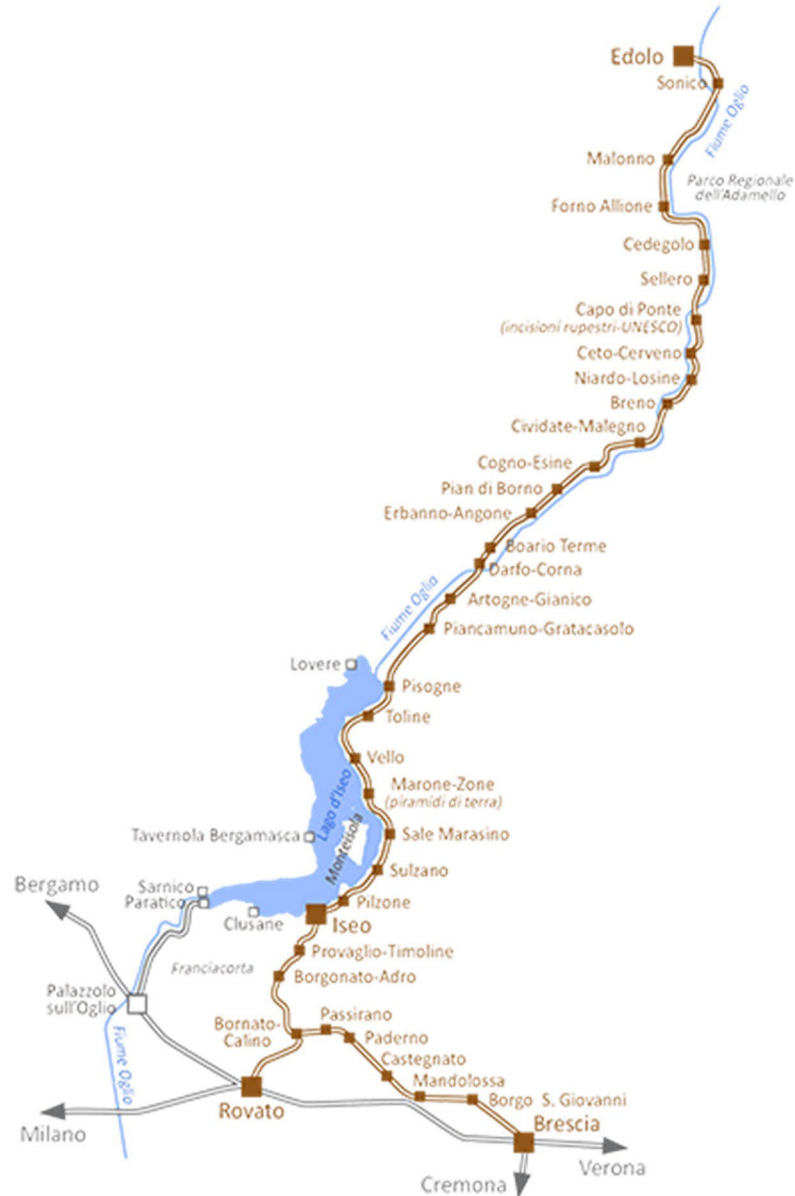 Edolo
Sonico
Fiume Oglio
Malonno
Parco Regionale
dell'Adamello
Forno Allione
Cedegolo
Sellero
Capo di Ponte
(incisioni rupestri-UNESCO)
Ceto-Cerveno
Niardo-Losine
Breno
Cividate-Malegno
Cogno-Esine
Pian di Borno
Erbanno-Angone
Boario Terme
Darfo-Corna
Fiume Oglia
Artogne-Gianico
Piancamuno-Gratacasolo
Lovere
Pisogne
Toline
Vello
Lago d'Iseo
Marone-Zone
(piramidi di terra)
Monteisola
Tavernola Bergamasca
Sale Marasino
Sulzano
Bergamo
Sarnico
Paratico
Pilzone
Clusane
Iseo
Provaglio-Timoline
Franciacorta
Borgonato-Adro
Palazzolo
sull'Oglio
Fiume Oglio
Bornato-
Calino
Passirano
Paderno
Castegnato
Mandolossa
Borgo S. Giovanni
Rovato
Brescia
Milano
Verona
Cremona